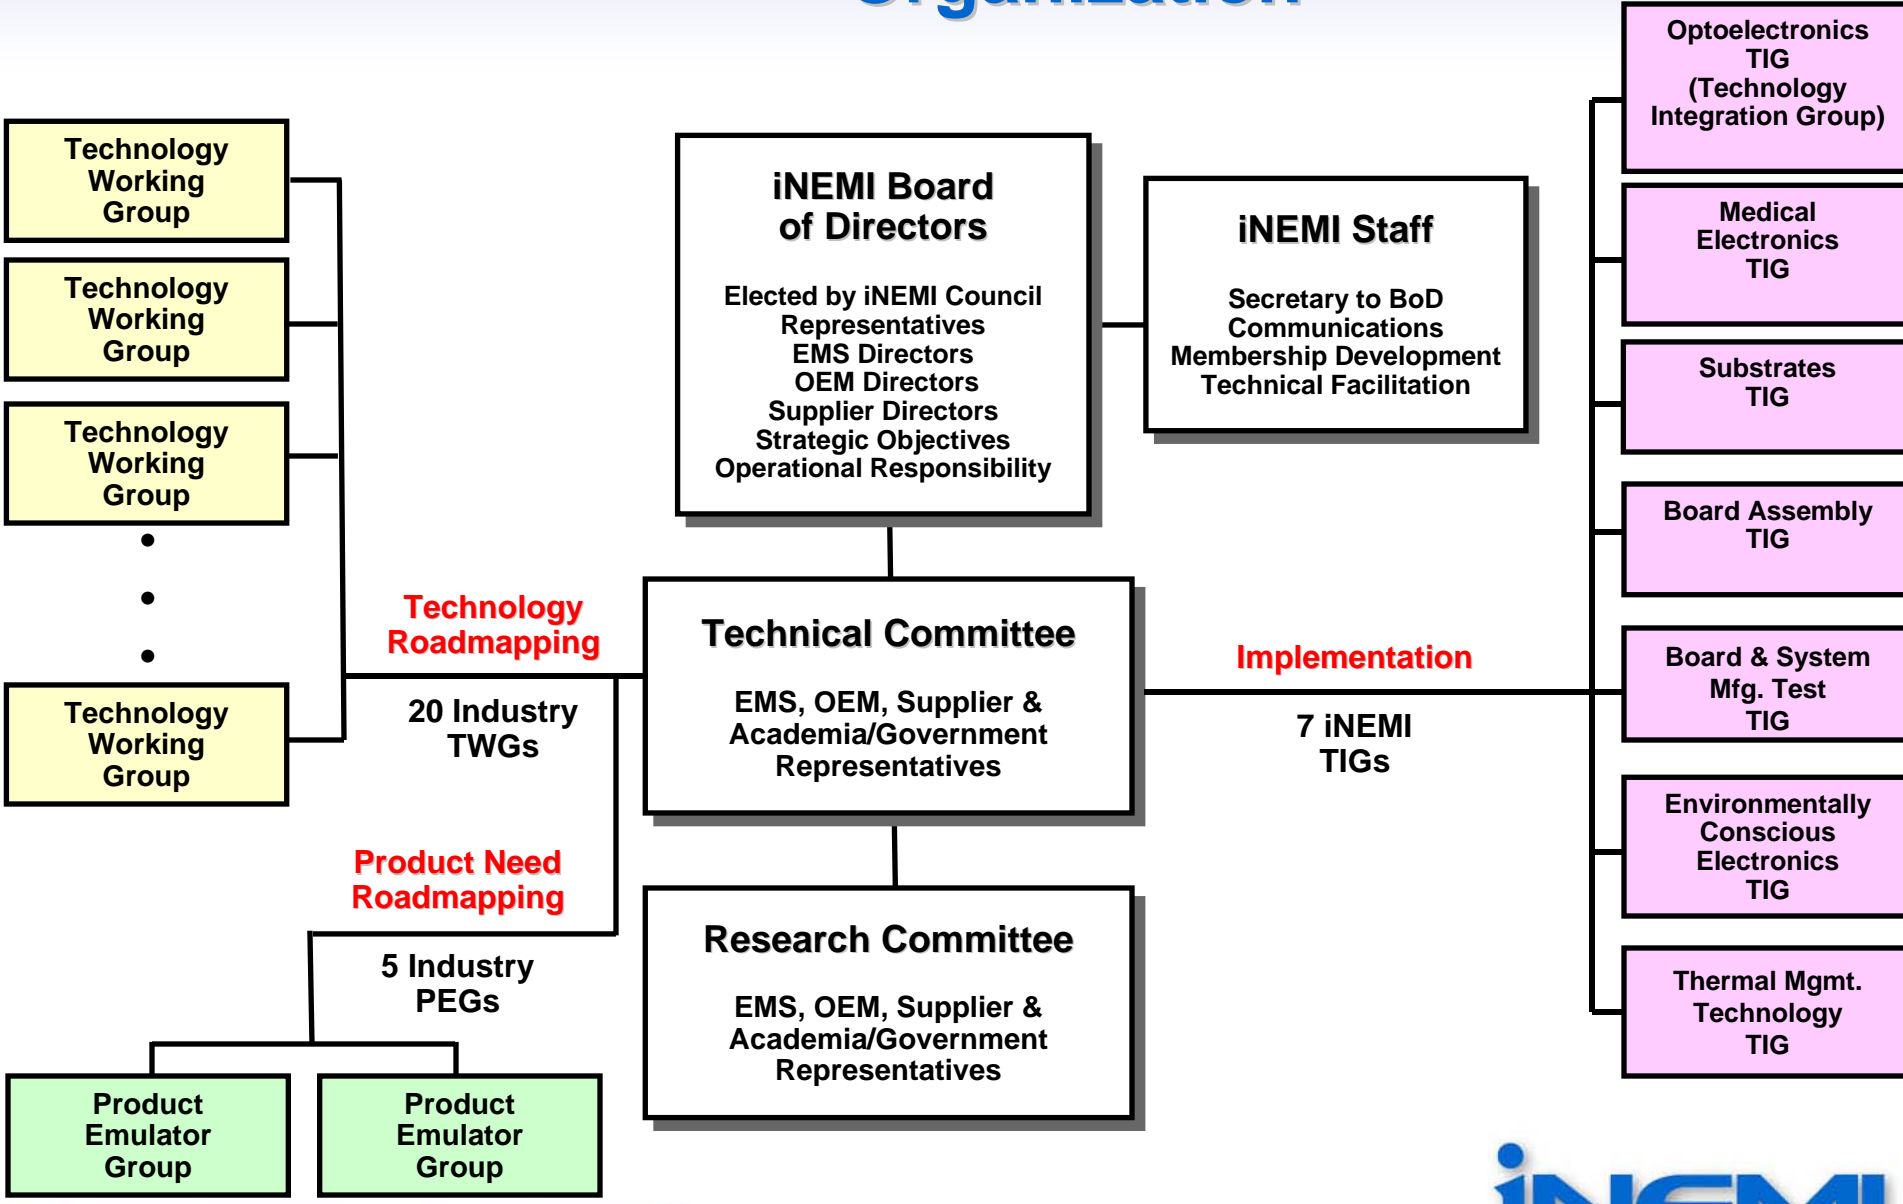 Organization
Technology
Working
Group
Technology
Working
Group
Technology
Working
Group
•
•
•
Technology
Working
Group
Technology
Roadmapping
20 Industry
TWGs
Product Need
Roadmapping
5 Industry
PEGs
Product
Emulator
Group
Product
Emulator
Group
iNEMI Board
of Directors
Elected by iNEMI Council
Representatives
EMS Directors
OEM Directors
Supplier Directors
Strategic Objectives
Operational Responsibility
iNEMI Staff
Secretary to BoD
Communications
Membership Development
Technical Facilitation
Technical Committee
EMS, OEM, Supplier &
Academia/Government
Representatives
Research Committee
EMS, OEM, Supplier &
Academia/Government
Representatives
Implementation
7 iNEMI
TIGs
Optoelectronics
TIG
(Technology
Integration Group)
Medical
Electronics
TIG
Substrates
TIG
Board Assembly
TIG
Board & System
Mfg. Test
TIG
Environmentally
Conscious
Electronics
TIG
Thermal Mgmt.
Technology
TIG
iNEMI